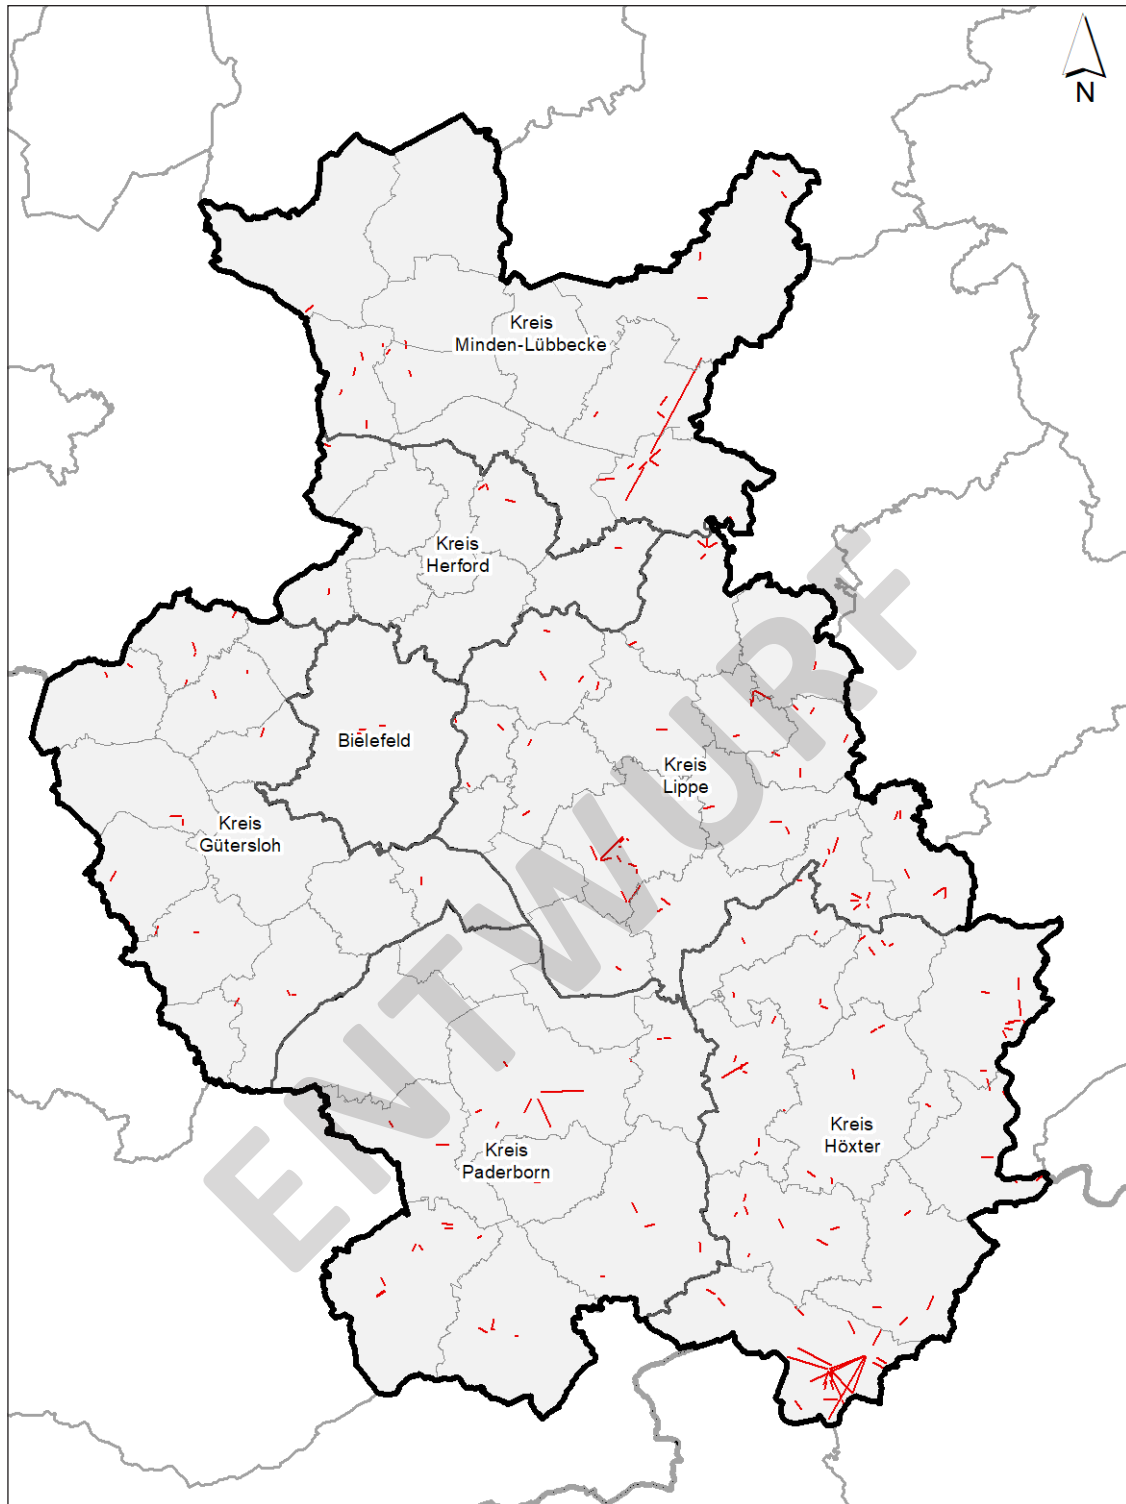 N
Kreis
Minden-Lübbecke
Kreis
Herford
Bielefeld
Kreis
Lippe
Kreis
Gütersloh
Kreis
Höxter
Kreis
Paderborn
ENTWURF